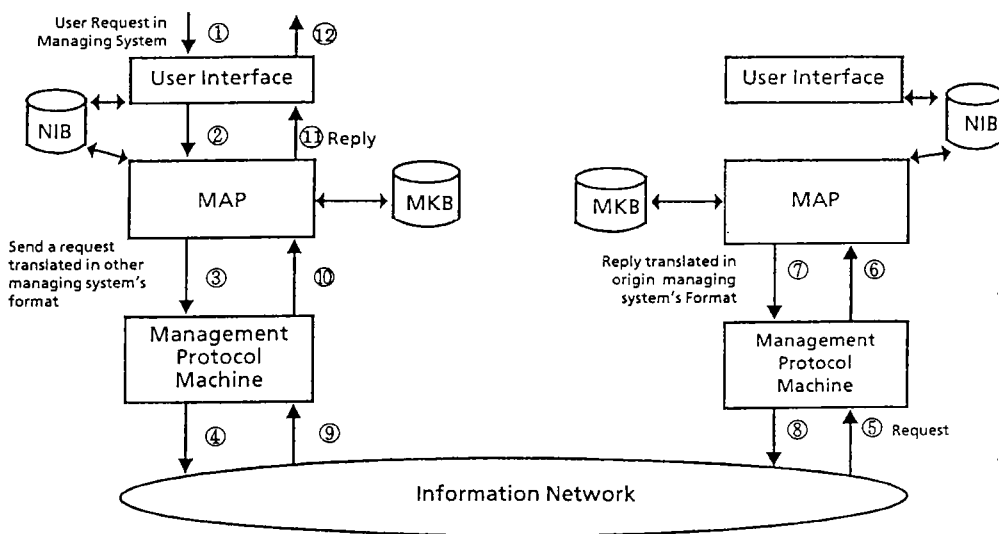 User Request in
Managing System
①
⑫
User Interface
NIB
②
⑪ Reply
MAP
MKB
Send a request
translated in other
managing system's
format
③
⑩
Management
Protocol
Machine
④
⑨
User Interface
NIB
MKB
MAP
Reply translated in
origin managing
system's Format
⑦
⑥
Management
Protocol
Machine
⑧
⑤ Request
Information Network